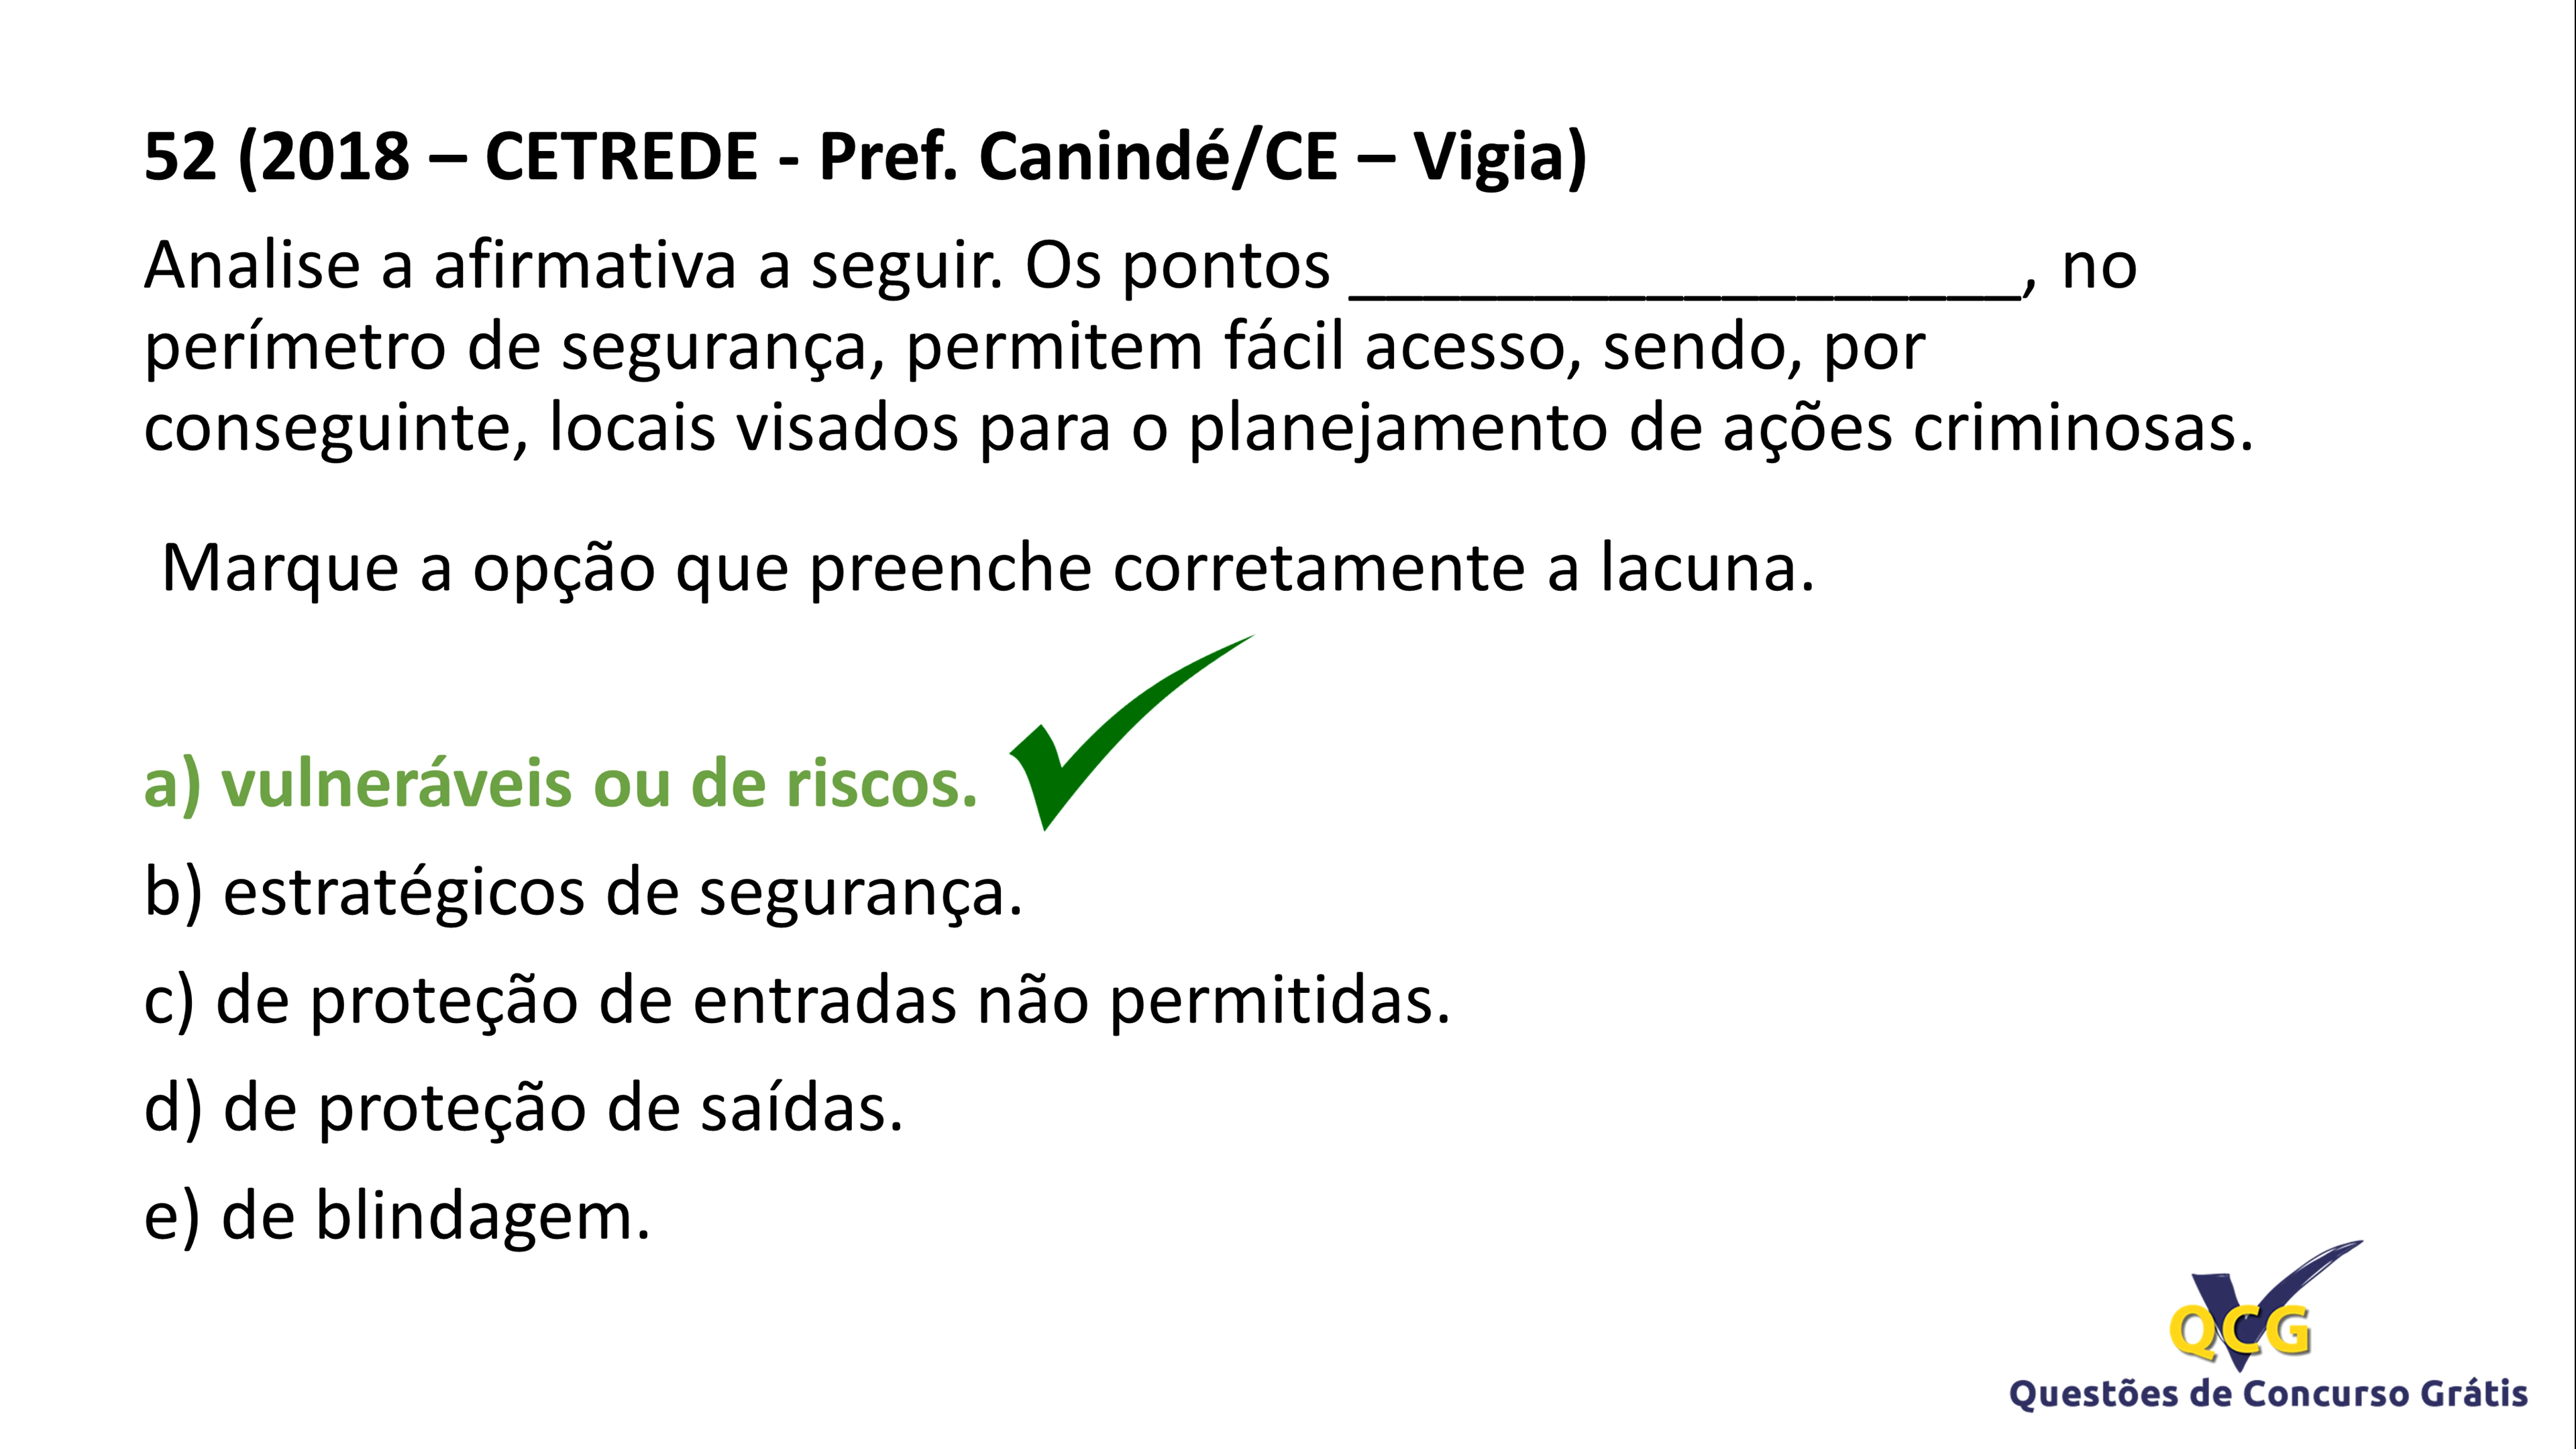 52 (2018 – CETREDE - Pref. Canindé/CE – Vigia)
Analise a afirmativa a seguir. Os pontos __________________, no
perímetro de segurança, permitem fácil acesso, sendo, por
conseguinte, locais visados para o planejamento de ações criminosas.
Marque a opção que preenche corretamente a lacuna.
a) vulneráveis ou de riscos.
b) estratégicos de segurança.
c) de proteção de entradas não permitidas.
d) de proteção de saídas.
e) de blindagem.
QCG
Questões de Concurso Grátis